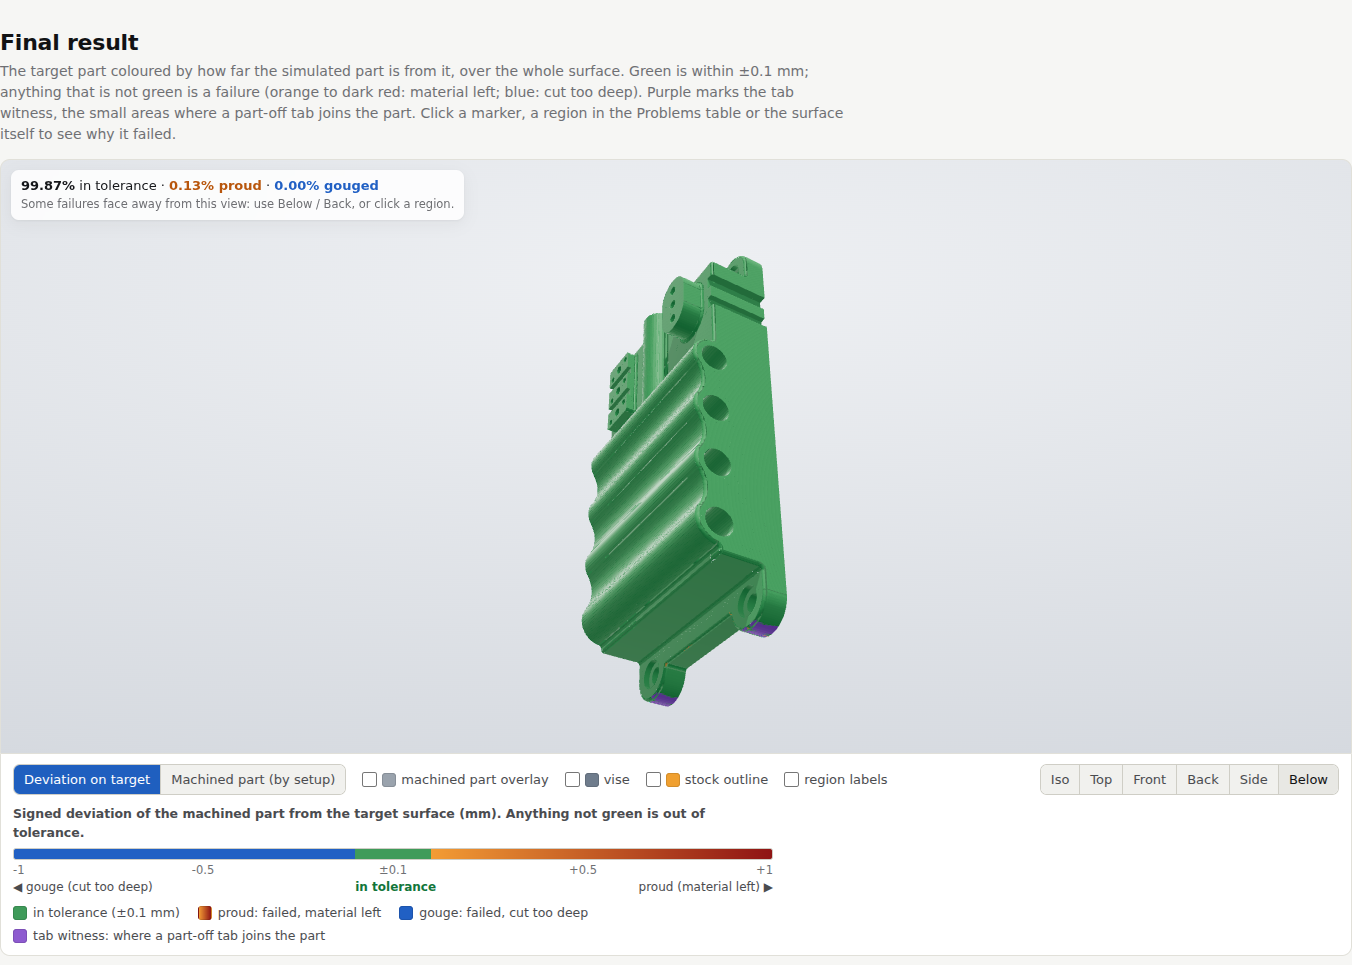 Final result
The target part coloured by how far the simulated part is from it, over the whole surface. Green is within ±0.1 mm;
anything that is not green is a failure (orange to dark red: material left; blue: cut too deep). Purple marks the tab
witness, the small areas where a part-off tab joins the part. Click a marker, a region in the Problems table or the surface
itself to see why it failed.
99.87% in tolerance · 0.13% proud · 0.00% gouged
Some failures face away from this view: use Below / Back, or click a region.
Deviation on target Machined part (by setup) machined part overlay vise stock outline region labels Iso Top Front Back Side Below
Signed deviation of the machined part from the target surface (mm). Anything not green is out of
tolerance.
-1 -0.5 ±0.1 +0.5 +1
◀ gouge (cut too deep) in tolerance proud (material left) ▶
in tolerance (±0.1 mm) proud: failed, material left gouge: failed, cut too deep
tab witness: where a part-off tab joins the part